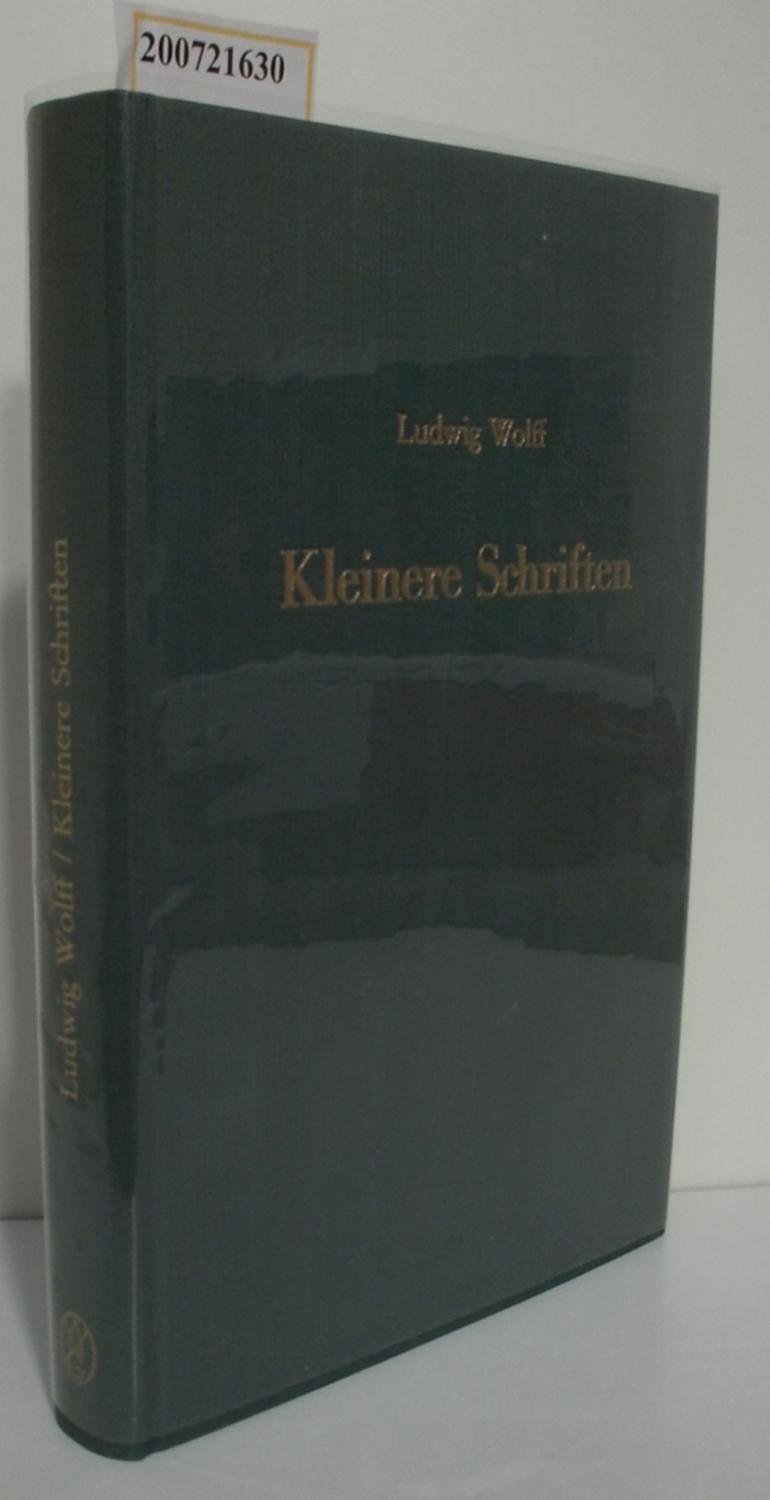 200721630
Ludwig Wolff
Kleinere Schriften
Ludwig Wolff / Kleinere Schriften